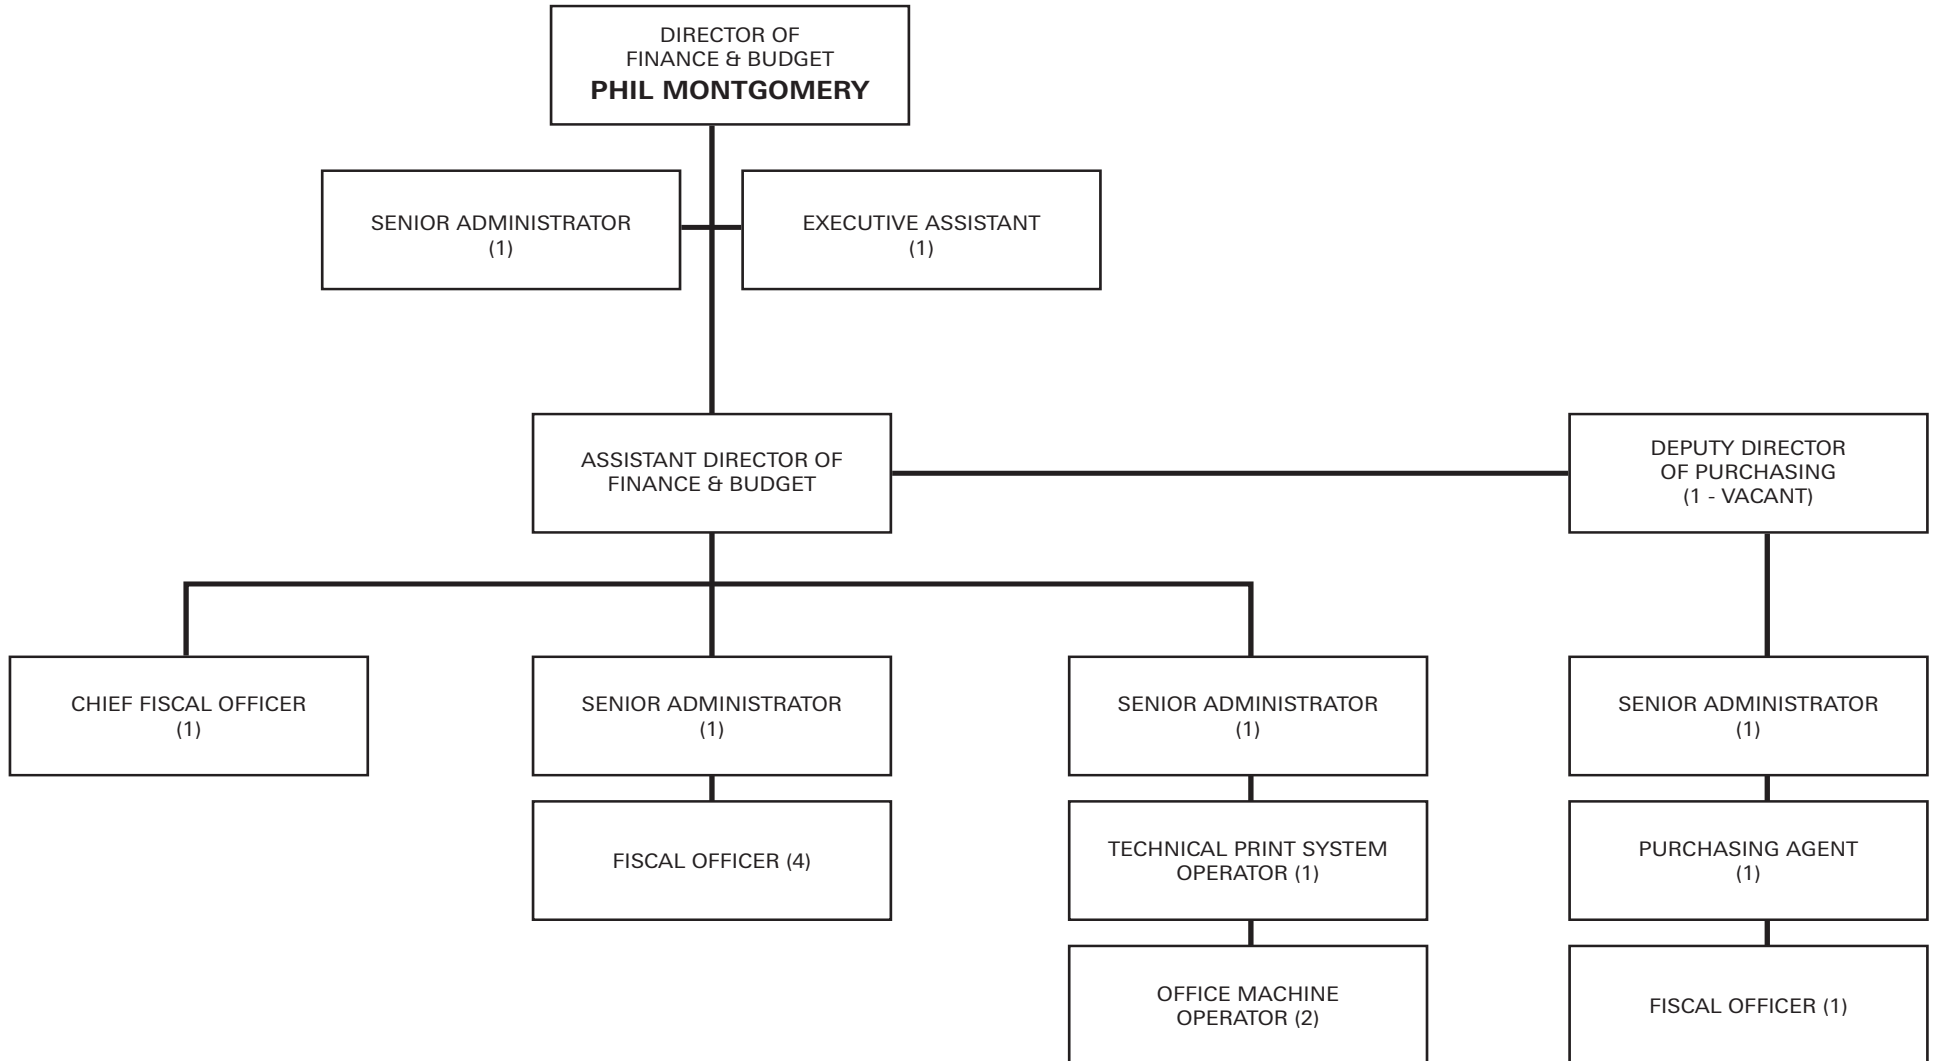 DIRECTOR OF
FINANCE & BUDGET
PHIL MONTGOMERY
SENIOR ADMINISTRATOR
(1)
EXECUTIVE ASSISTANT
(1)
ASSISTANT DIRECTOR OF
FINANCE & BUDGET
DEPUTY DIRECTOR
OF PURCHASING
(1 - VACANT)
CHIEF FISCAL OFFICER
(1)
SENIOR ADMINISTRATOR
(1)
SENIOR ADMINISTRATOR
(1)
SENIOR ADMINISTRATOR
(1)
FISCAL OFFICER (4)
TECHNICAL PRINT SYSTEM
OPERATOR (1)
PURCHASING AGENT
(1)
OFFICE MACHINE
OPERATOR (2)
FISCAL OFFICER (1)